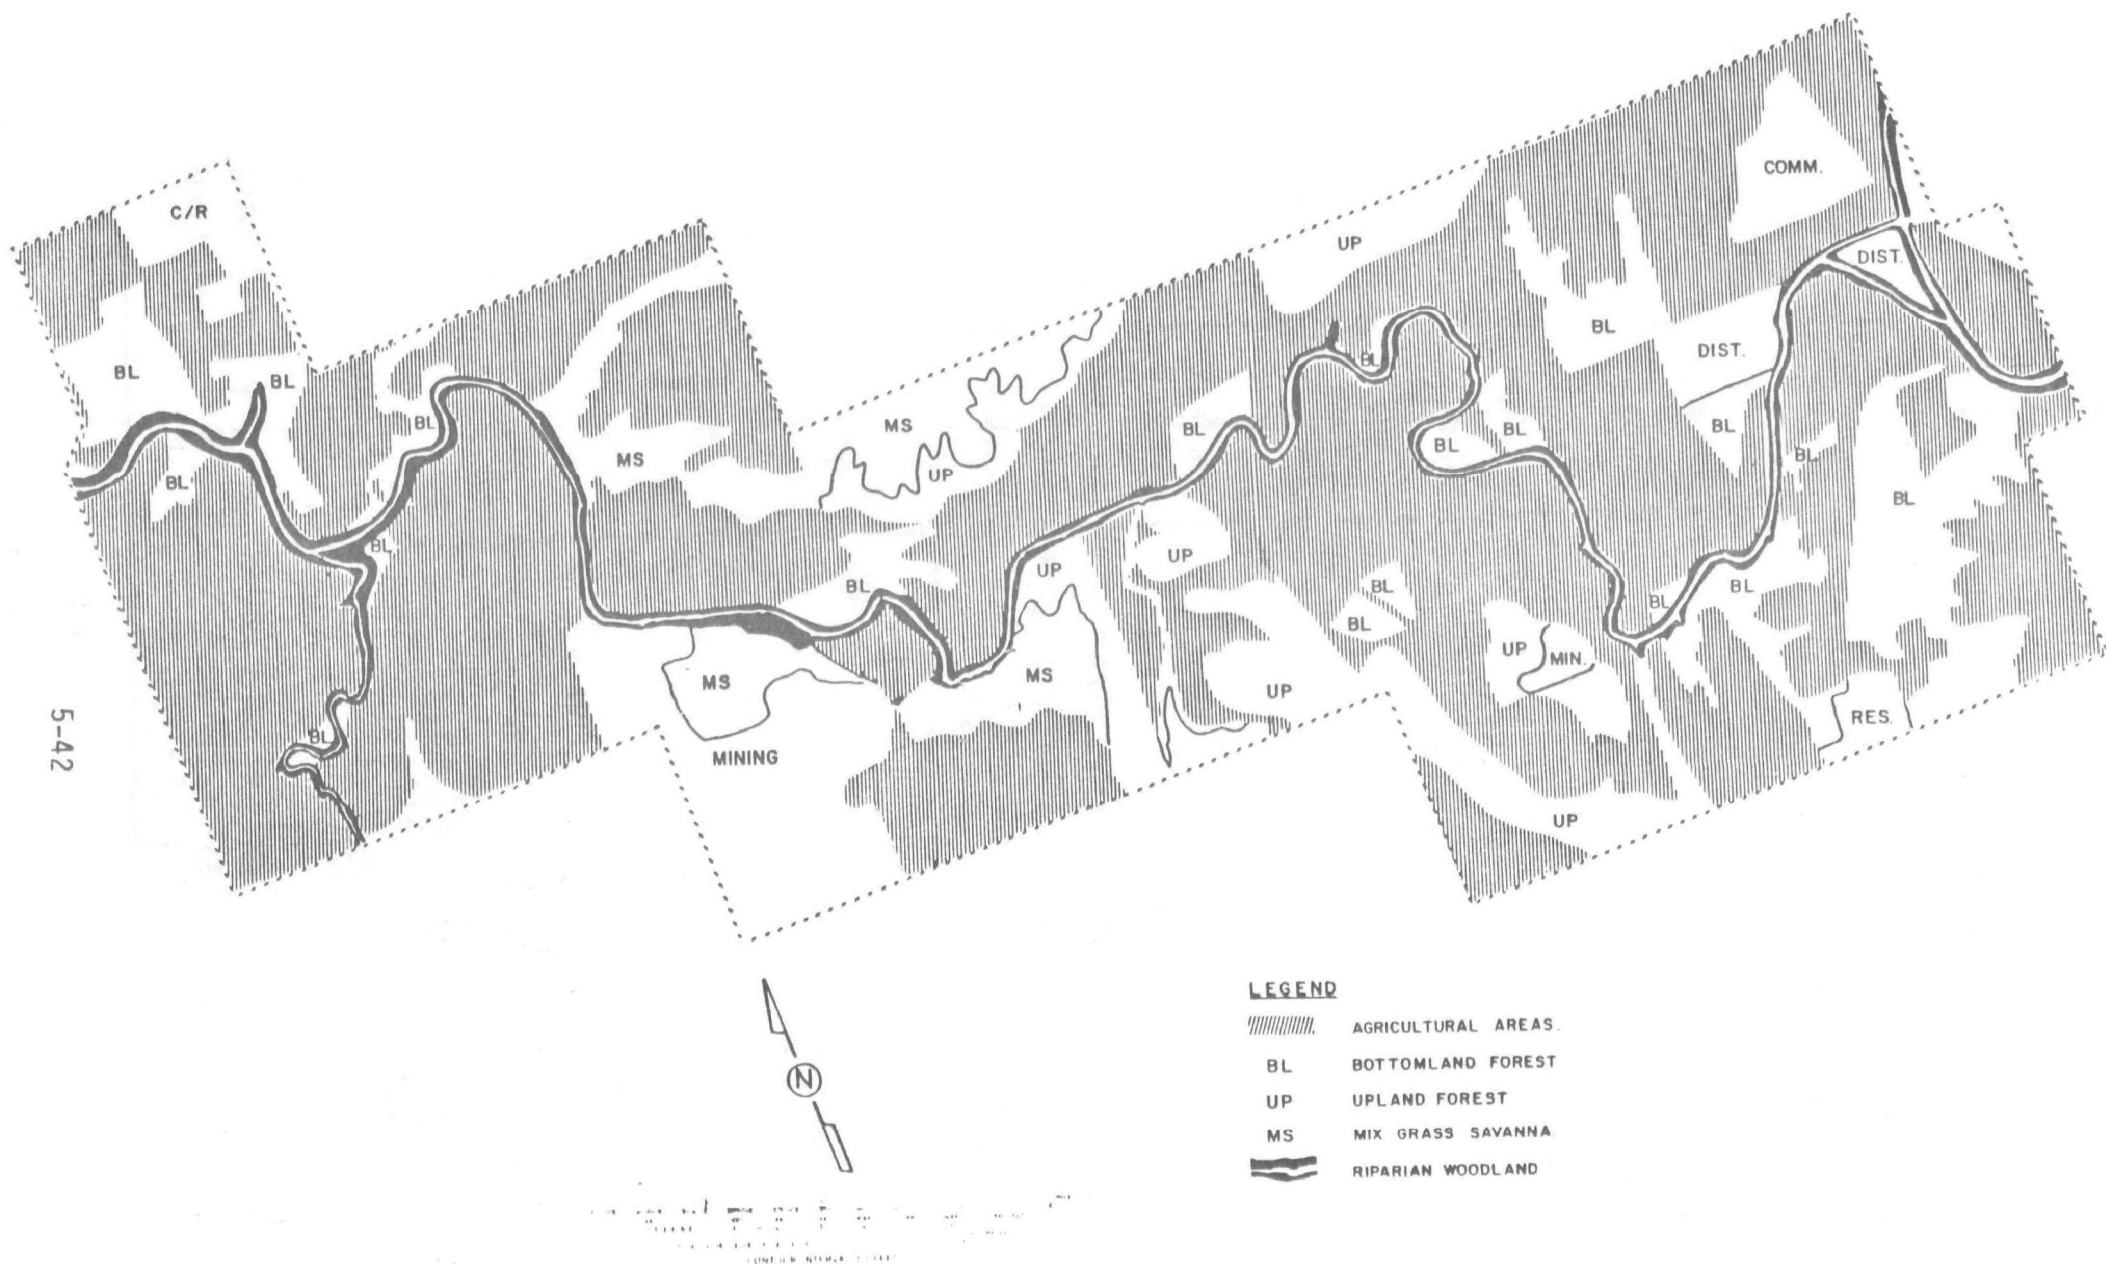 COMM.
C/R
UP
DIST.
BL
DIST.
BL
BL
BL
BL
MS
BL
BL
BL
BL
BL
MS
BL
UP
BL
BL
BL
UP
UP
BL
BL
BL
BL
BL
UP
MIN.
MS
MS
UP
RES.
BL
MINING
5-42
UP
N
LEGEND
AGRICULTURAL AREAS.
BL BOTTOMLAND FOREST
UP UPLAND FOREST
MS MIX GRASS SAVANNA.
RIPARIAN WOODLAND